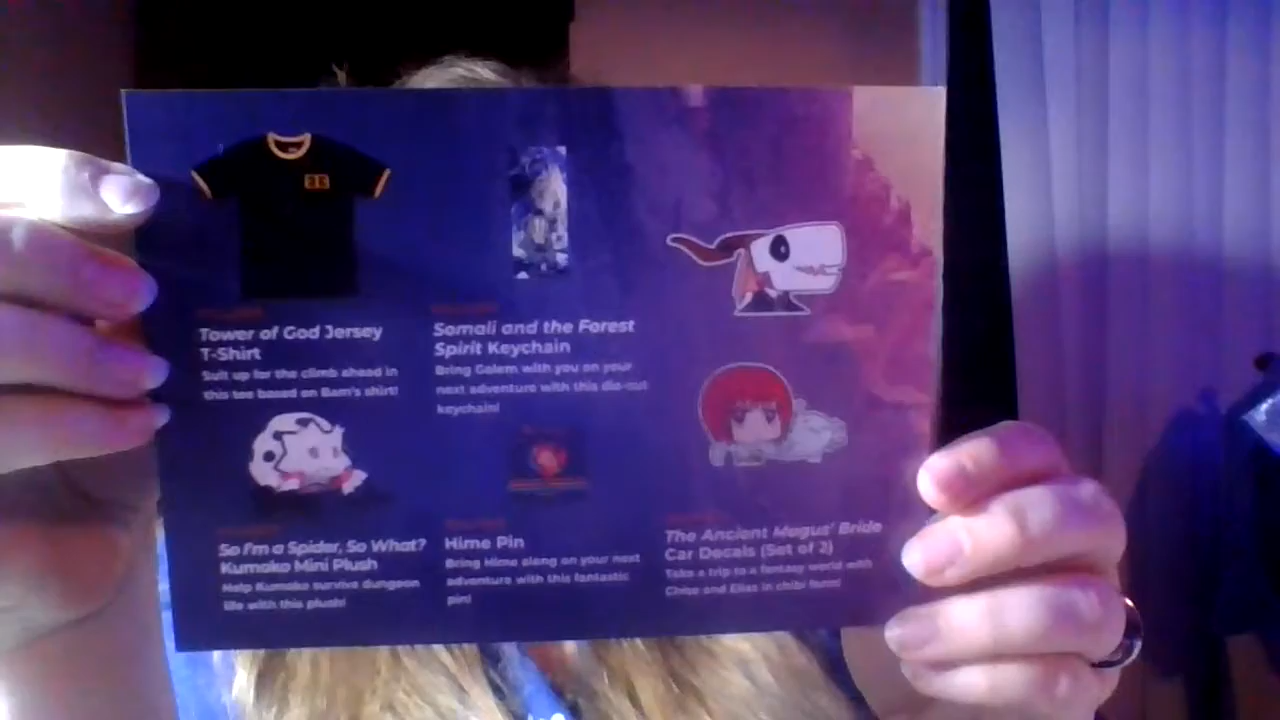 Tower of God Jersey
T-Shirt
Suit up for the climb ahead in
this tee based on Bam's shirt!
Somali and the Forest
Spirit Keychain
Bring Golem with you on your
next adventure with this die-cut
keychain!
So I'm a Spider, So What?
Kumoko Mini Plush
Help Kumoko survive dungeon
life with this plush!
Hime Pin
Bring Hime along on your next
adventure with this fantastic
pin!
The Ancient Magus' Bride
Car Decals (Set of 2)
Take a trip to a fantasy world with
Chise and Elias in chibi form!